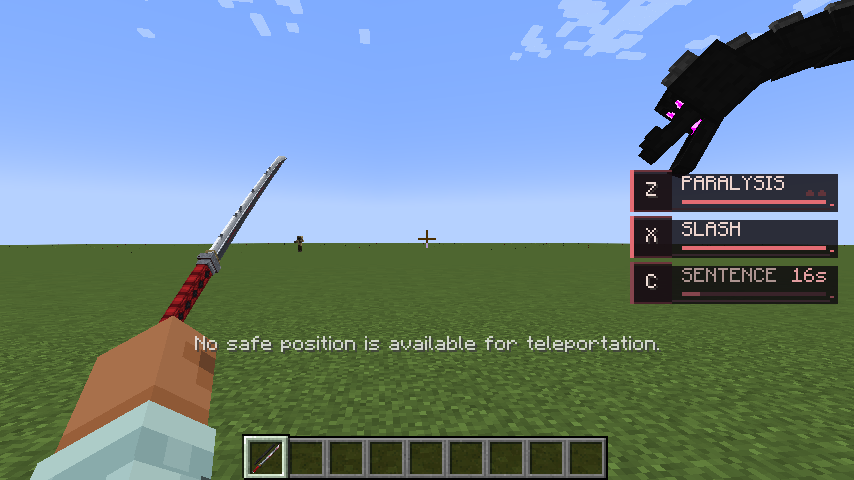 Z PARALYSIS
X SLASH
C SENTENCE 16s
No safe position is available for teleportation.